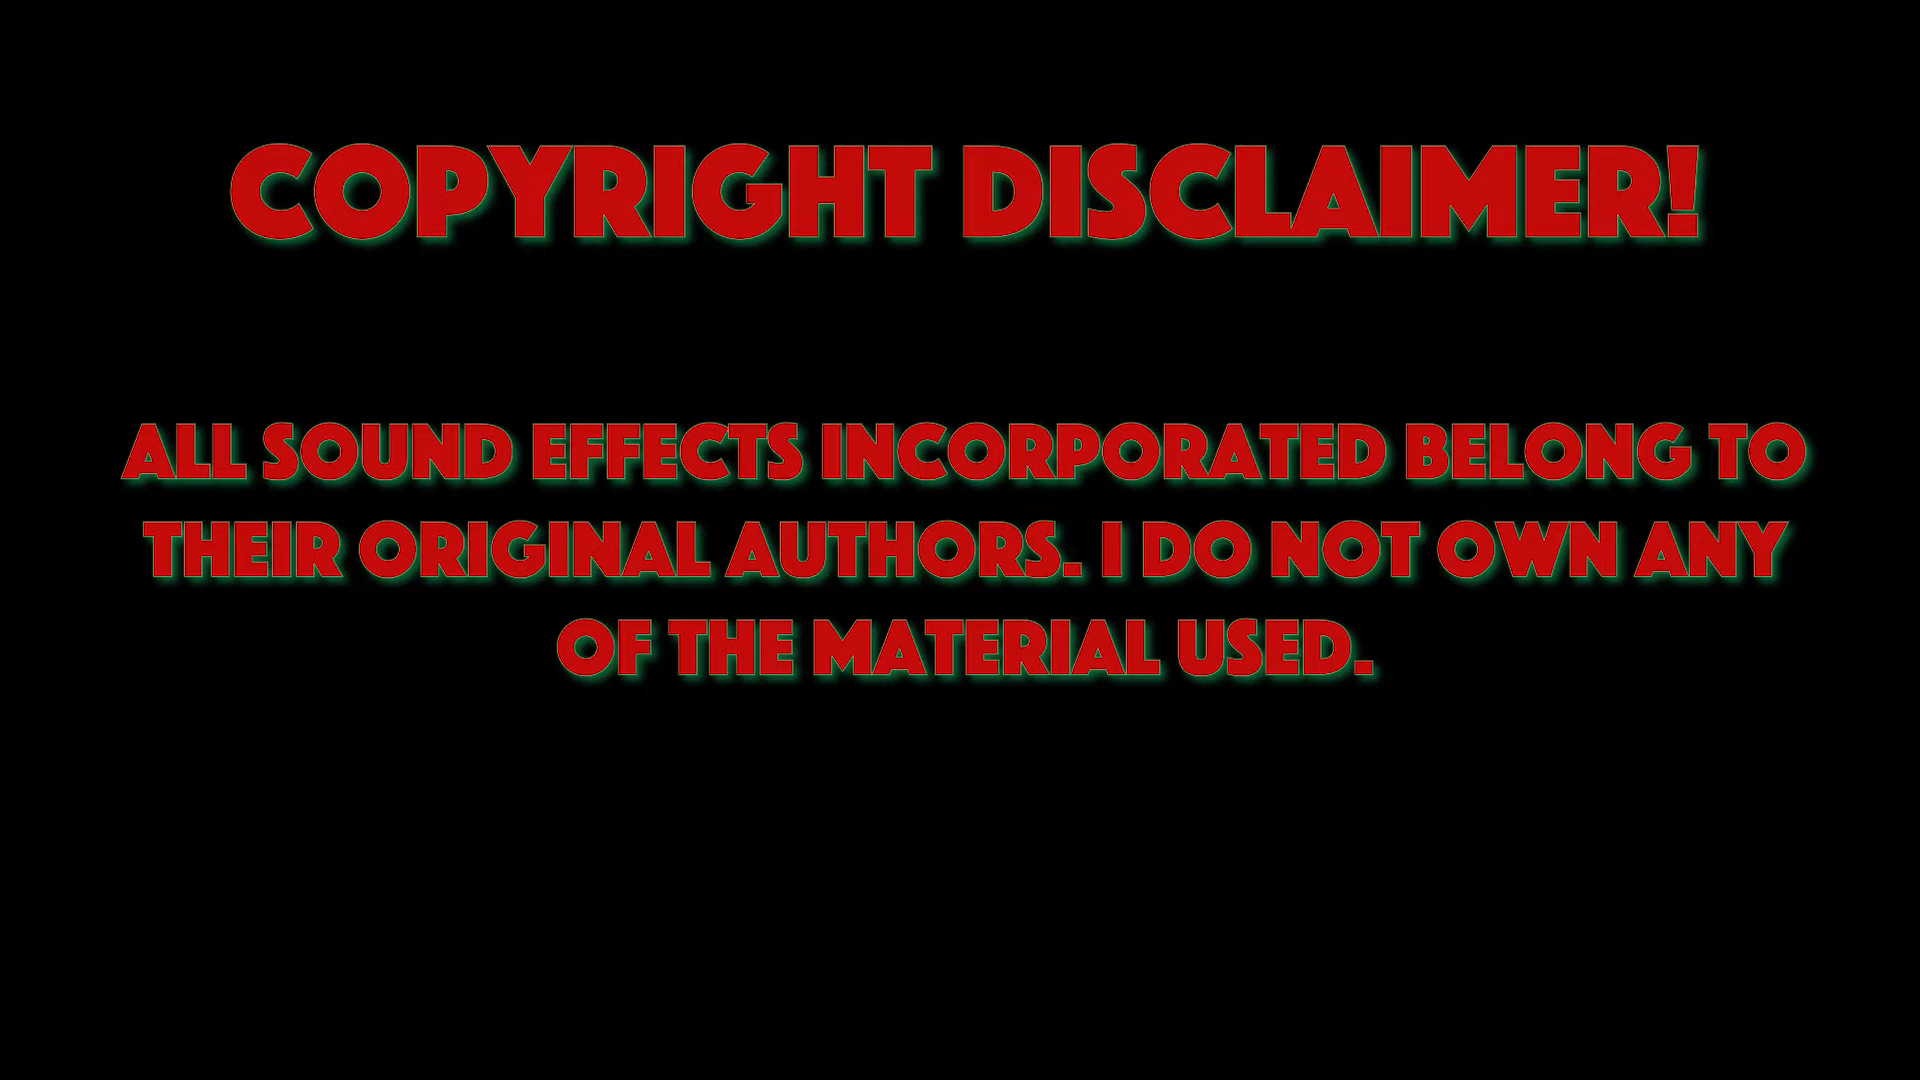 COPYRIGHT DISCLAIMER!
ALL SOUND EFFECTS INCORPORATED BELONG TO
THEIR ORIGINAL AUTHORS. I DO NOT OWN ANY
OF THE MATERIAL USED.